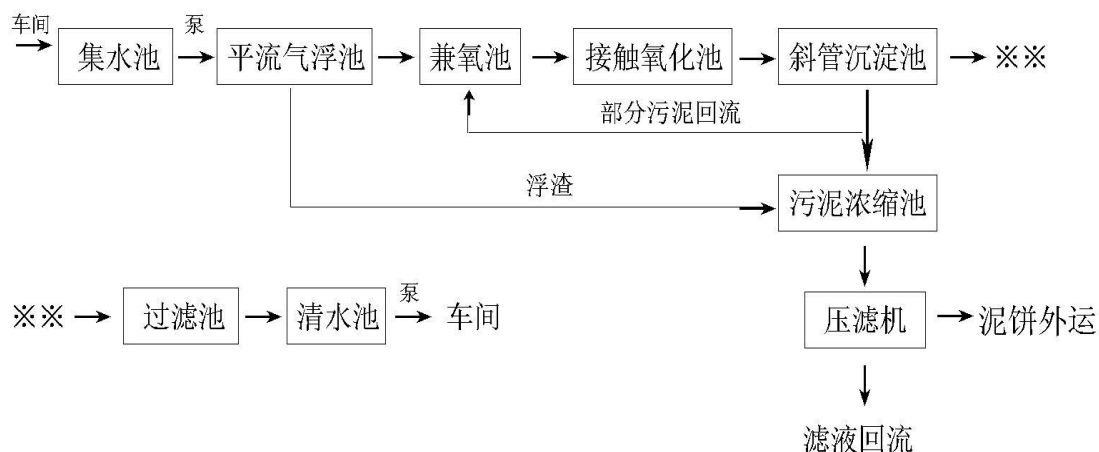 车间
集水池
泵
平流气浮池
兼氧池
接触氧化池
斜管沉淀池
※※
部分污泥回流
浮渣
污泥浓缩池
※※
过滤池
清水池
泵
车间
压滤机
泥饼外运
滤液回流